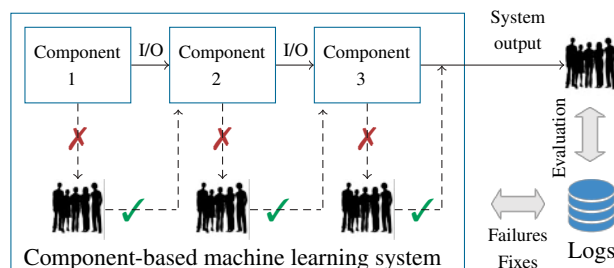 System
output
Component
1
I/O
Component
2
I/O
Component
3
Evaluation
Failures
Fixes
Logs
Component-based machine learning system